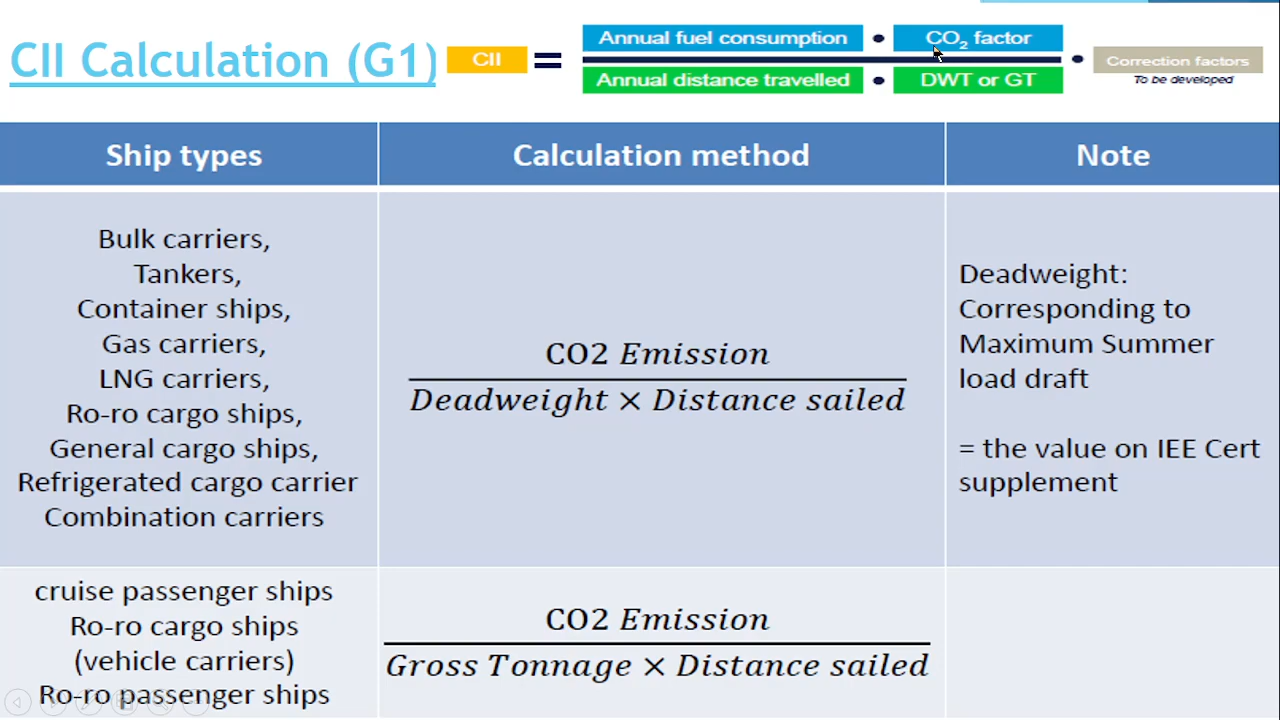 CII Calculation (G1)
CII = Annual fuel consumption • CO₂ factor
Annual distance travelled • DWT or GT
• Correction factors
To be developed
Ship types
Calculation method
Note
Bulk carriers,
Tankers,
Container ships,
Gas carriers,
LNG carriers,
Ro-ro cargo ships,
General cargo ships,
Refrigerated cargo carrier
Combination carriers
CO2 Emission
Deadweight × Distance sailed
Deadweight:
Corresponding to
Maximum Summer
load draft
= the value on IEE Cert
supplement
cruise passenger ships
Ro-ro cargo ships
(vehicle carriers)
Ro-ro passenger ships
CO2 Emission
Gross Tonnage × Distance sailed